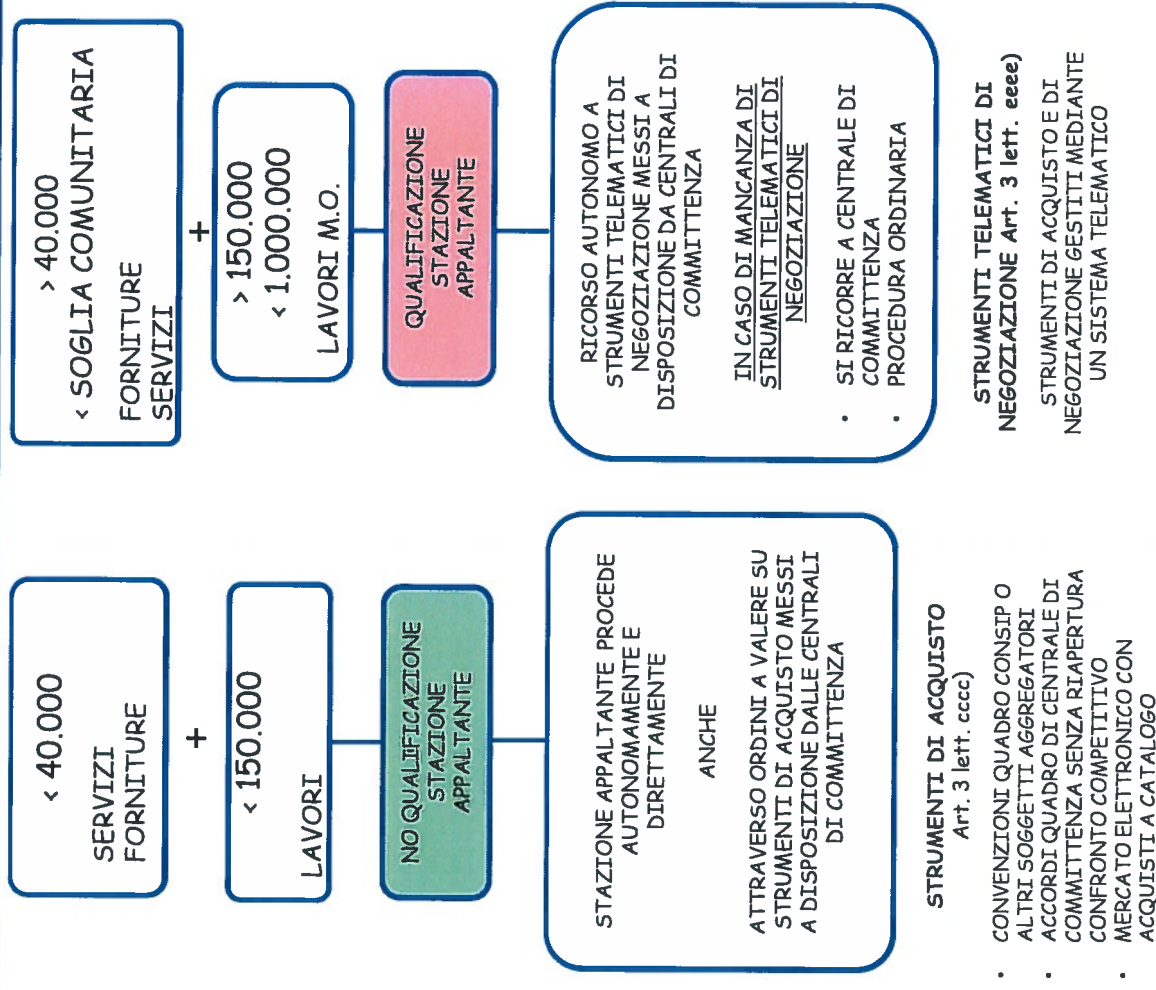 < 40.000
SERVIZI
FORNITURE
+
< 150.000
LAVORI
NO QUALIFICAZIONE
STAZIONE
APPALTANTE
STAZIONE APPALTANTE PROCEDE
AUTONOMAMENTE E
DIRETTAMENTE
ANCHE
ATTRAVERSO ORDINI A VALERE SU
STRUMENTI DI ACQUISTO MESSI
A DISPOSIZIONE DALLE CENTRALI
DI COMMITTENZA
STRUMENTI DI ACQUISTO
Art. 3 lett. cccc)
• CONVENZIONI QUADRO CONSIP O
ALTRI SOGGETTI AGGREGATORI
• ACCORDI QUADRO DI CENTRALE DI
COMMITTENZA SENZA RIAPERTURA
CONFRONTO COMPETITIVO
• MERCATO ELETTRONICO CON
ACQUISTI A CATALOGO
> 40.000
< SOGLIA COMUNITARIA
FORNITURE
SERVIZI
+
> 150.000
< 1.000.000
LAVORI M.O.
QUALIFICAZIONE
STAZIONE
APPALTANTE
RICORSO AUTONOMO A
STRUMENTI TELEMATICI DI
NEGOZIAZIONE MESSI A
DISPOSIZIONE DA CENTRALI DI
COMMITTENZA
IN CASO DI MANCANZA DI
STRUMENTI TELEMATICI DI
NEGOZIAZIONE
• SI RICORRE A CENTRALE DI
COMMITTENZA
• PROCEDURA ORDINARIA
STRUMENTI TELEMATICI DI
NEGOZIAZIONE Art. 3 lett. eeee)
STRUMENTI DI ACQUISTO E DI
NEGOZIAZIONE GESTITI MEDIANTE
UN SISTEMA TELEMATICO